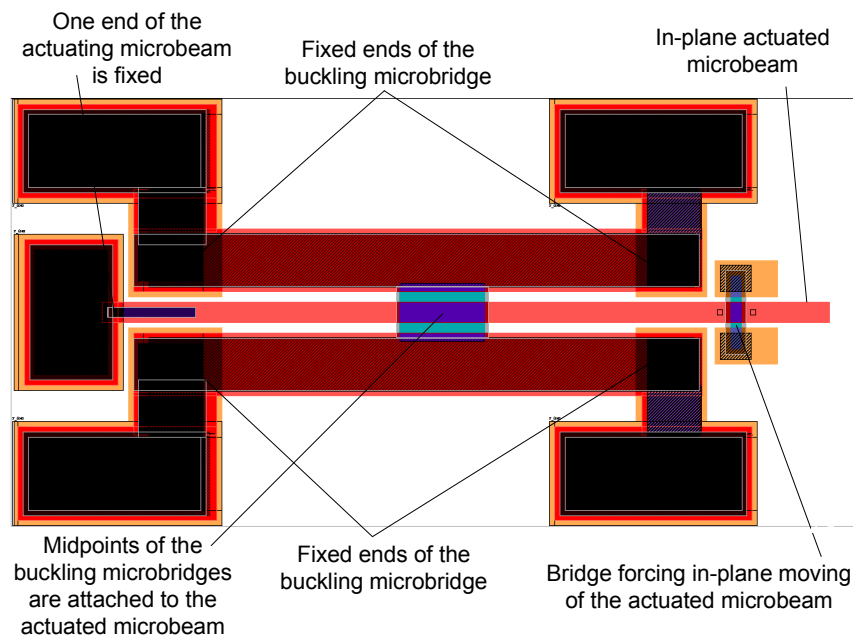 One end of the
actuating microbeam
is fixed
Fixed ends of the
buckling microbridge
In-plane actuated
microbeam
Midpoints of the
buckling microbridges
are attached to the
actuated microbeam
Fixed ends of the
buckling microbridge
Bridge forcing in-plane moving
of the actuated microbeam